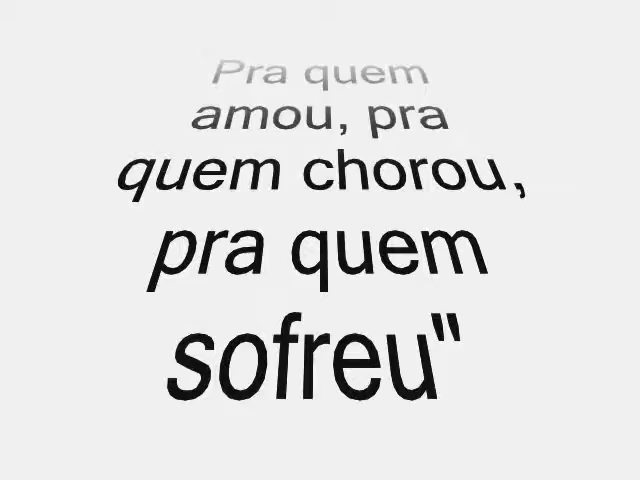 Pra quem
amou, pra
quem chorou,
pra quem
sofreu"